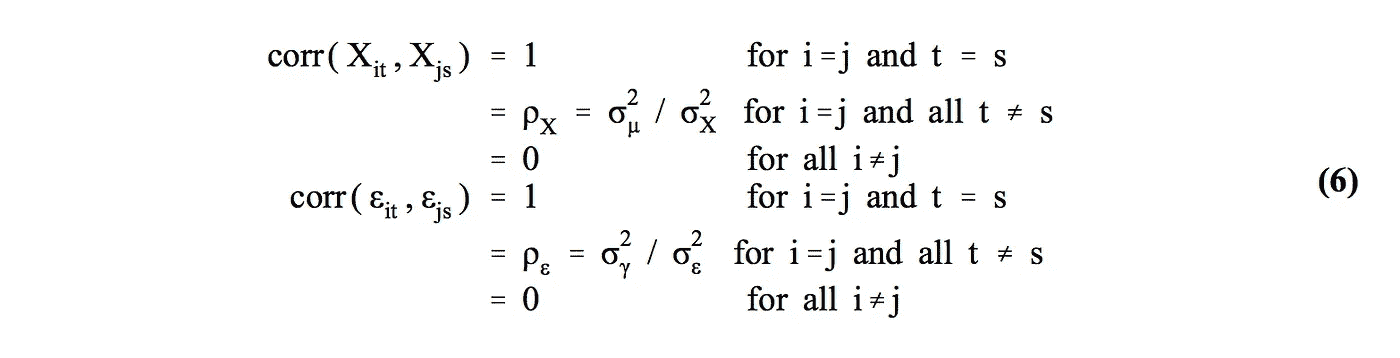 corr( X_it , X_js ) = 1 for i = j and t = s
= ρ_X = σ_μ^2 / σ_X^2 for i = j and all t ≠ s
= 0 for all i ≠ j
(6)
corr( ε_it , ε_js ) = 1 for i = j and t = s
= ρ_ε = σ_γ^2 / σ_ε^2 for i = j and all t ≠ s
= 0 for all i ≠ j